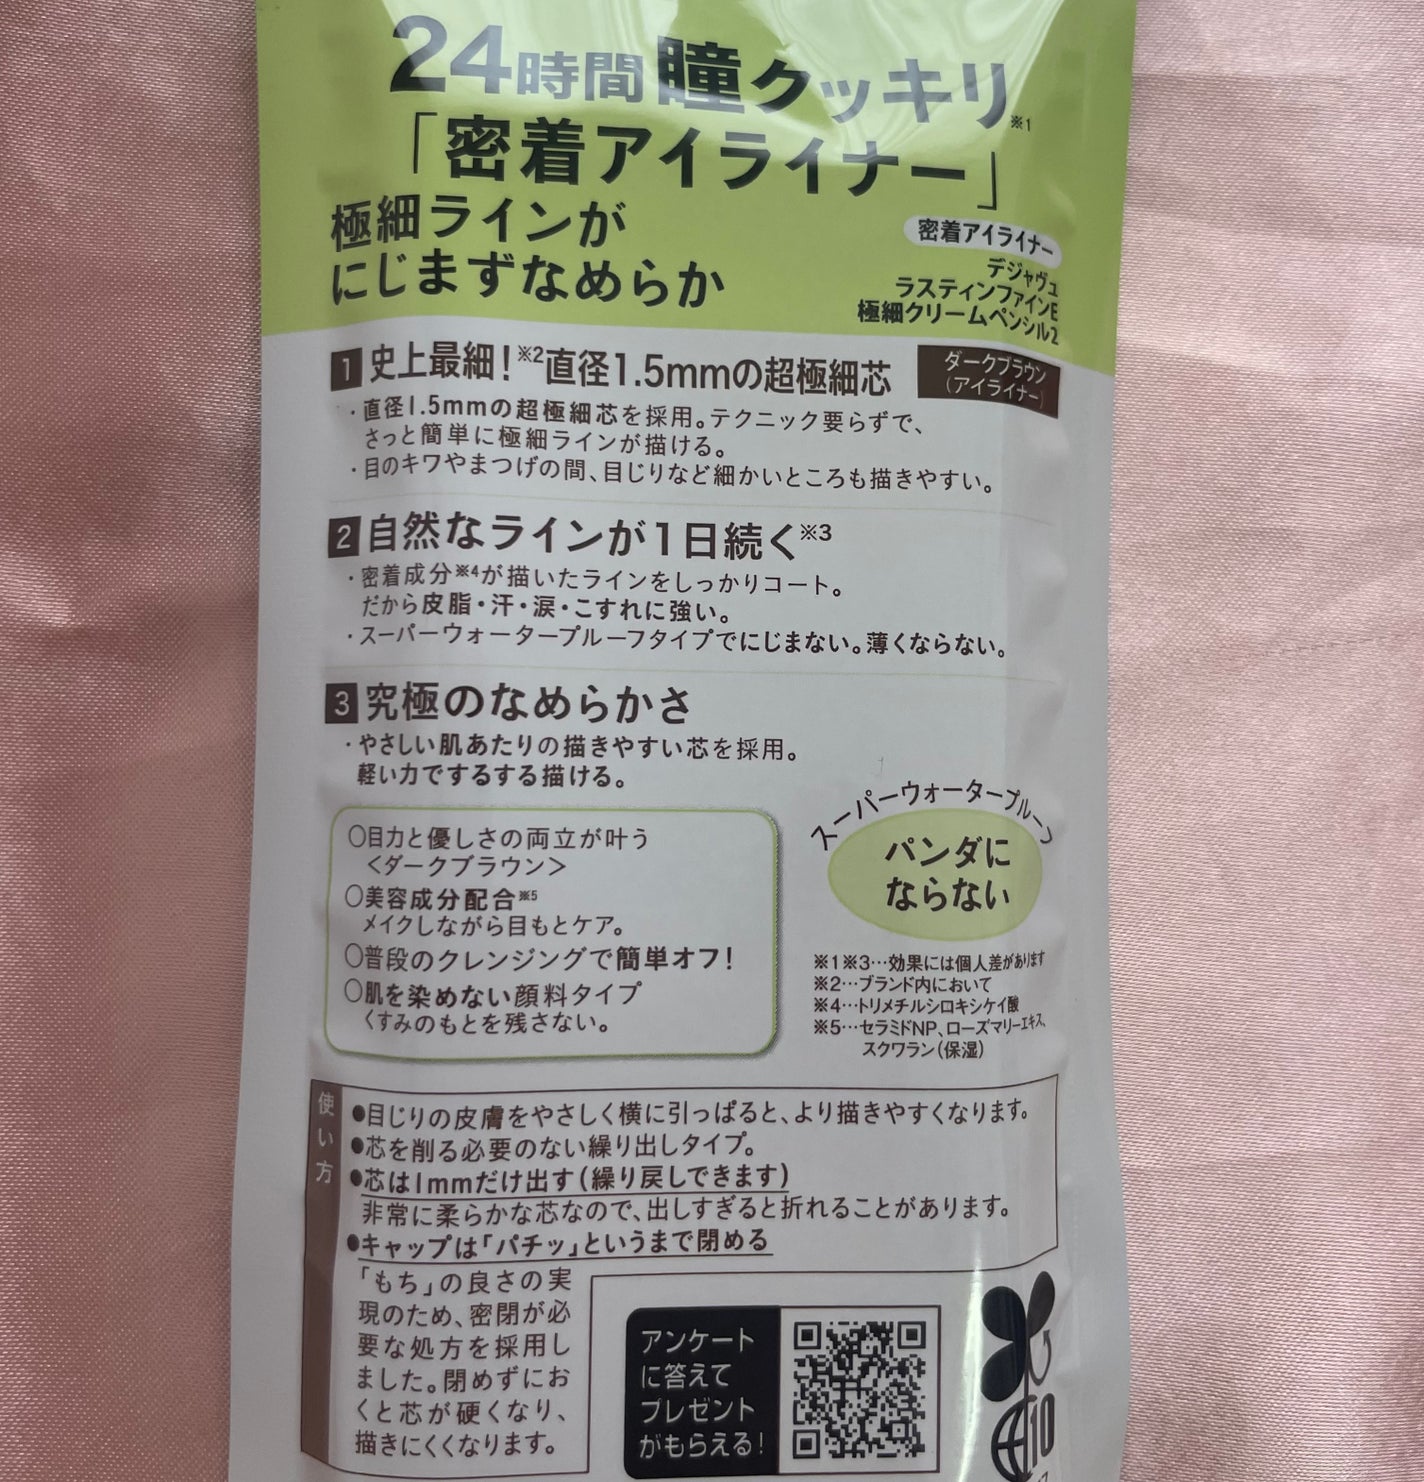 24時間瞳クッキリ※1
「密着アイライナー」
極細ラインが
にじまずなめらか
密着アイライナー
デジャヴュ
ラスティンファインE
極細クリームペンシル2
ダークブラウン
(アイライナー)
1 史上最細!※2直径1.5mmの超極細芯
・直径1.5mmの超極細芯を採用。テクニック要らずで、
さっと簡単に極細ラインが描ける。
・目のキワやまつげの間、目じりなど細かいところも描きやすい。
2 自然なラインが1日続く※3
・密着成分※4が描いたラインをしっかりコート。
だから皮脂・汗・涙・こすれに強い。
・スーパーウォータープルーフタイプでにじまない。薄くならない。
3 究極のなめらかさ
・やさしい肌あたりの描きやすい芯を採用。
軽い力でするする描ける。
○目力と優しさの両立が叶う
<ダークブラウン>
○美容成分配合※5
メイクしながら目もとケア。
○普段のクレンジングで簡単オフ!
○肌を染めない顔料タイプ
くすみのもとを残さない。
スーパーウォータープルーフ
パンダに
ならない
※1※3…効果には個人差があります
※2…ブランド内において
※4…トリメチルシロキシケイ酸
※5…セラミドNP、ローズマリーエキス、
スクワラン(保湿)
使い方
●目じりの皮膚をやさしく横に引っぱると、より描きやすくなります。
●芯を削る必要のない繰り出しタイプ。
●芯は1mmだけ出す(繰り戻しできます)
非常に柔らかな芯なので、出しすぎると折れることがあります。
●キャップは「パチッ」というまで閉める
「もち」の良さの実
現のため、密閉が必
要な処方を採用し
ました。閉めずにお
くと芯が硬くなり、
描きにくくなります。
アンケート
に答えて
プレゼント
がもらえる!
10